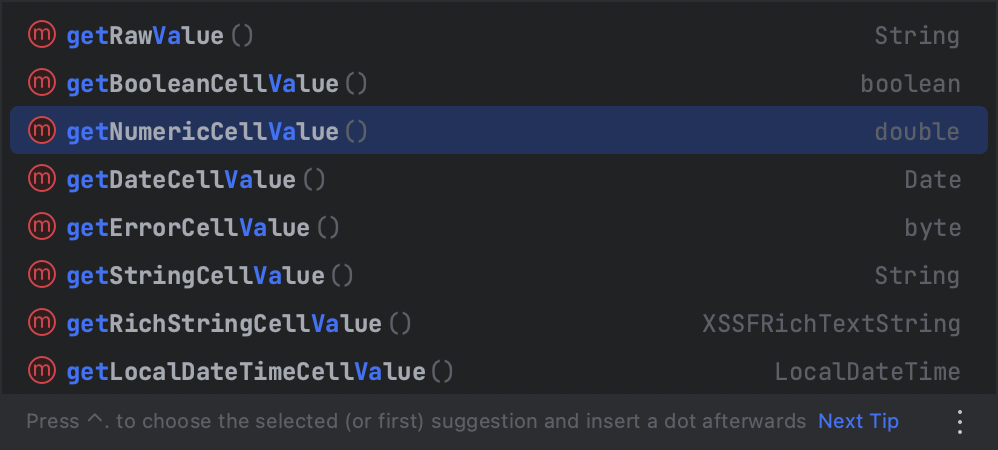 m getRawValue() String
m getBooleanCellValue() boolean
m getNumericCellValue() double
m getDateCellValue() Date
m getErrorCellValue() byte
m getStringCellValue() String
m getRichStringCellValue() XSSFRichTextString
m getLocalDateTimeCellValue() LocalDateTime
Press ^. to choose the selected (or first) suggestion and insert a dot afterwards Next Tip